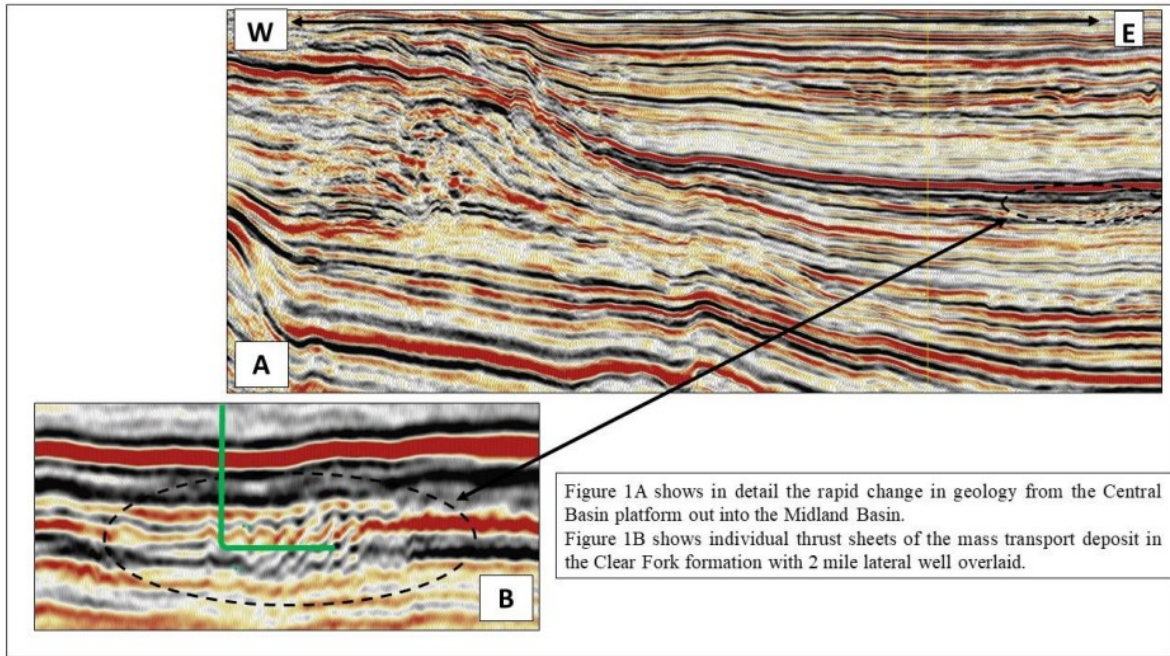 W
E
A
B
Figure 1A shows in detail the rapid change in geology from the Central
Basin platform out into the Midland Basin.
Figure 1B shows individual thrust sheets of the mass transport deposit in
the Clear Fork formation with 2 mile lateral well overlaid.